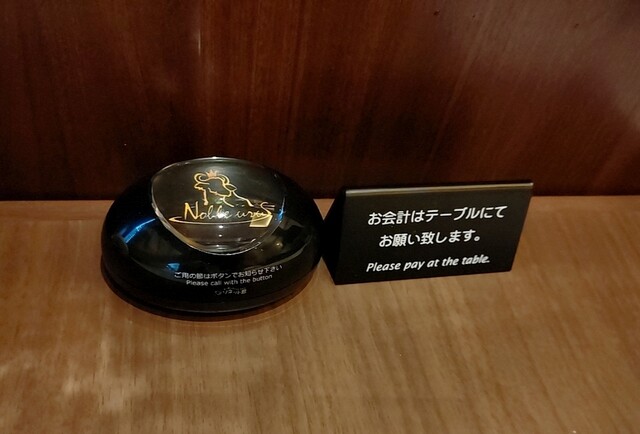 Noble
ご用の際はボタンでお知らせ下さい
Please call with the button
お会計はテーブルにて
お願い致します。
Please pay at the table.